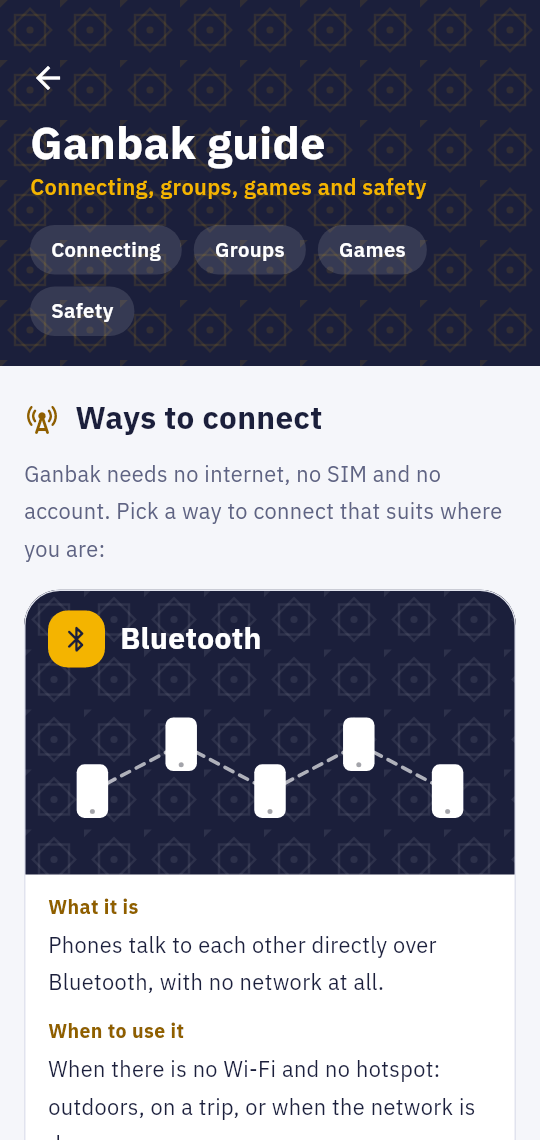 Ganbak guide
Connecting, groups, games and safety
Connecting
Groups
Games
Safety
Ways to connect
Ganbak needs no internet, no SIM and no
account. Pick a way to connect that suits where
you are:
Bluetooth
What it is
Phones talk to each other directly over
Bluetooth, with no network at all.
When to use it
When there is no Wi-Fi and no hotspot:
outdoors, on a trip, or when the network is